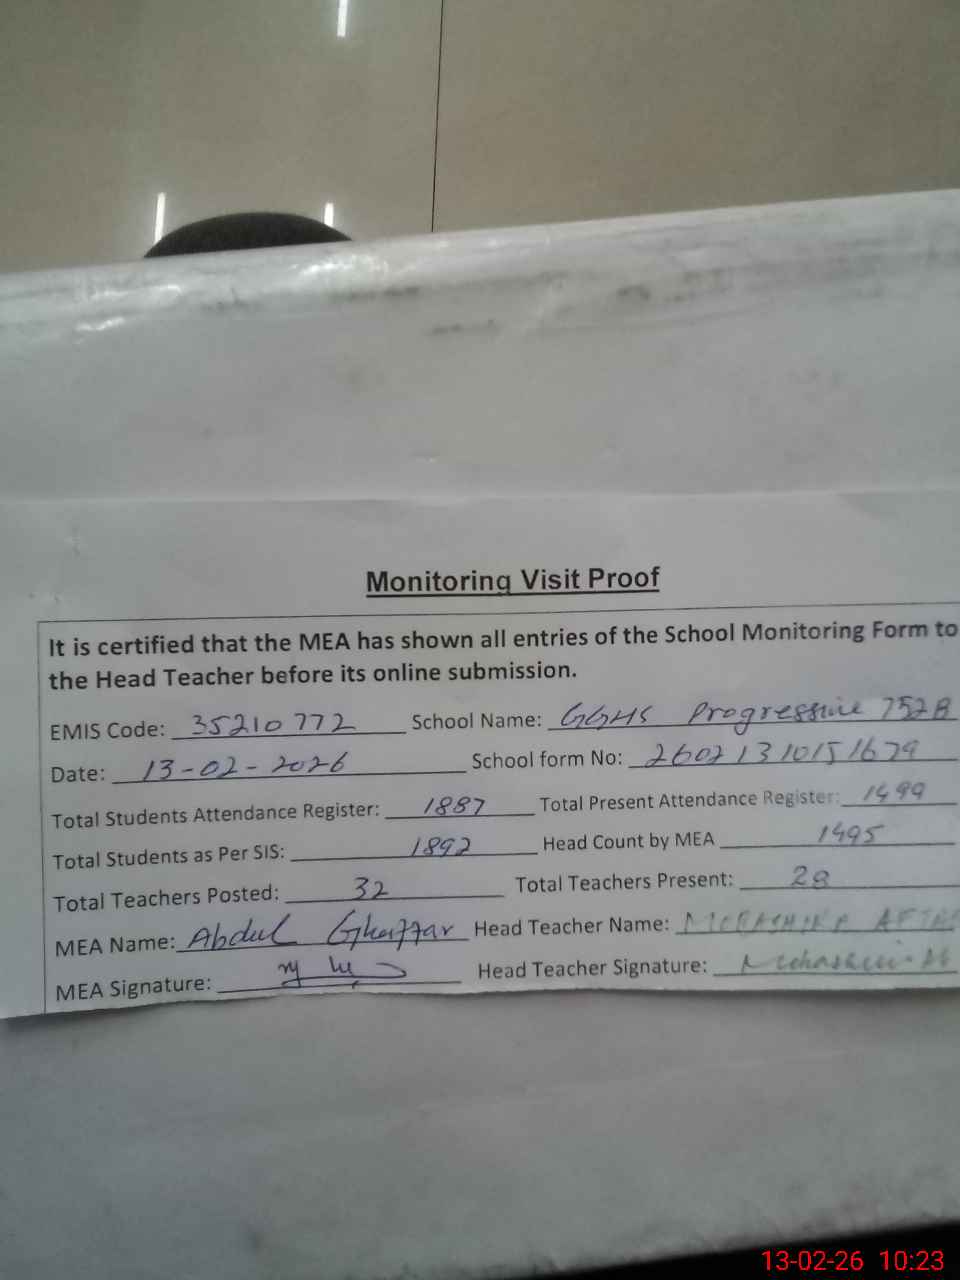 Monitoring Visit Proof
It is certified that the MEA has shown all entries of the School Monitoring Form to
the Head Teacher before its online submission.
EMIS Code: 35210772 School Name: GGHS Progressive 752B
Date: 13-02-2026 School form No: 26021310151679
Total Students Attendance Register: 1887 Total Present Attendance Register: 1499
Total Students as Per SIS: 1892 Head Count by MEA 1495
Total Teachers Posted: 32 Total Teachers Present: 28
MEA Name: Abdul Ghaffar Head Teacher Name:
MEA Signature: Head Teacher Signature:
13-02-26 10:23